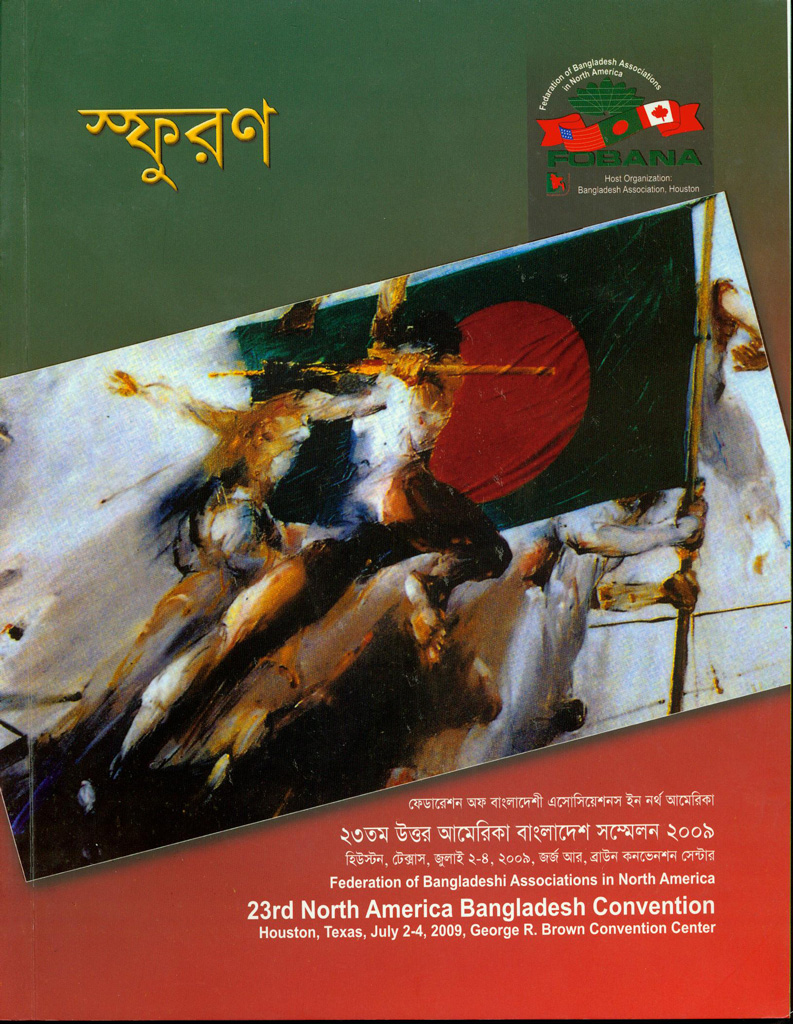 স্ফুরণ
Fedaration of Bangladesh Associations
in North America
FOBANA
Host Organization:
Bangladesh Association, Houston
ফেডারেশন অফ বাংলাদেশী এসোসিয়েশনস ইন নর্থ আমেরিকা
২৩তম উত্তর আমেরিকা বাংলাদেশ সম্মেলন ২০০৯
হিউস্টন, টেক্সাস, জুলাই ২-৪, ২০০৯, জর্জ আর, ব্রাউন কনভেনশন সেন্টার
Federation of Bangladeshi Associations in North America
23rd North America Bangladesh Convention
Houston, Texas, July 2-4, 2009, George R. Brown Convention Center